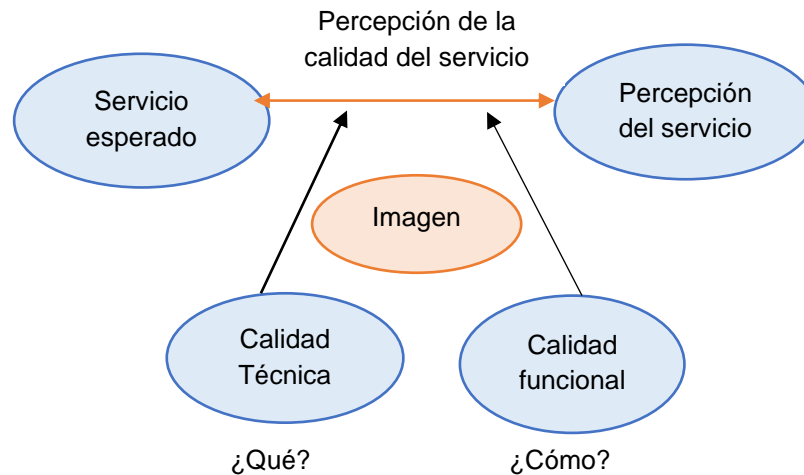 Percepción de la
calidad del servicio
Servicio
esperado
Percepción
del servicio
Imagen
Calidad
Técnica
Calidad
funcional
¿Qué?
¿Cómo?